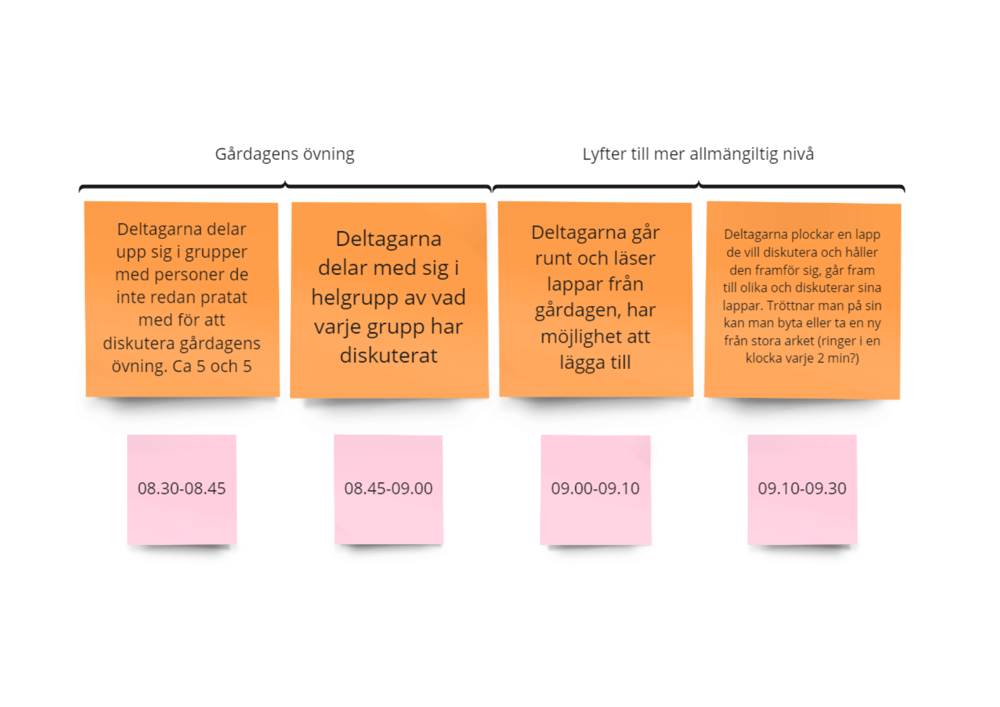 Gårdagens övning
Lyfter till mer allmängiltig nivå
Deltagarna delar
upp sig i grupper
med personer de
inte redan pratat
med för att
diskutera gårdagens
övning. Ca 5 och 5
Deltagarna
delar med sig i
helgrupp av vad
varje grupp har
diskuterat
Deltagarna går
runt och läser
lappar från
gårdagen, har
möjlighet att
lägga till
Deltagarna plockar en lapp
de vill diskutera och håller
den framför sig, går fram
till olika och diskuterar sina
lappar. Tröttnar man på sin
kan man byta eller ta en ny
från stora arket (ringer i en
klocka varje 2 min?)
08.30-08.45
08.45-09.00
09.00-09.10
09.10-09.30